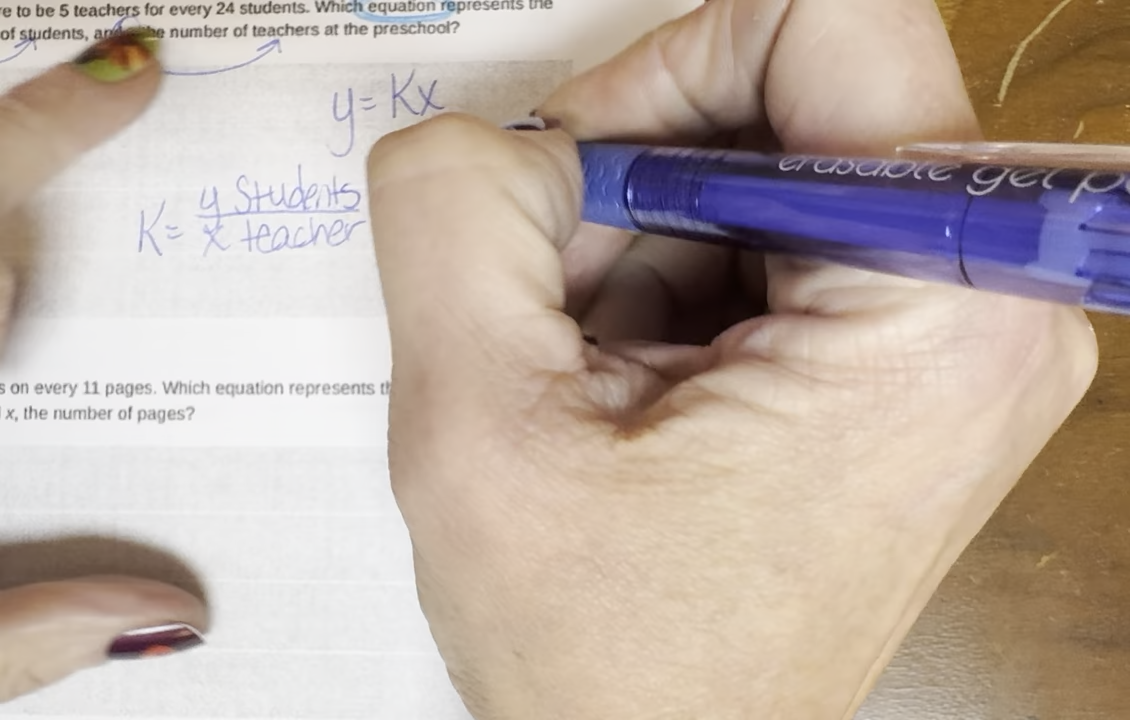 e to be 5 teachers for every 24 students. Which equation represents the
of students, and the number of teachers at the preschool?
y = Kx
K = y Students
x teacher
erasable gel p
s on every 11 pages. Which equation represents th
x, the number of pages?